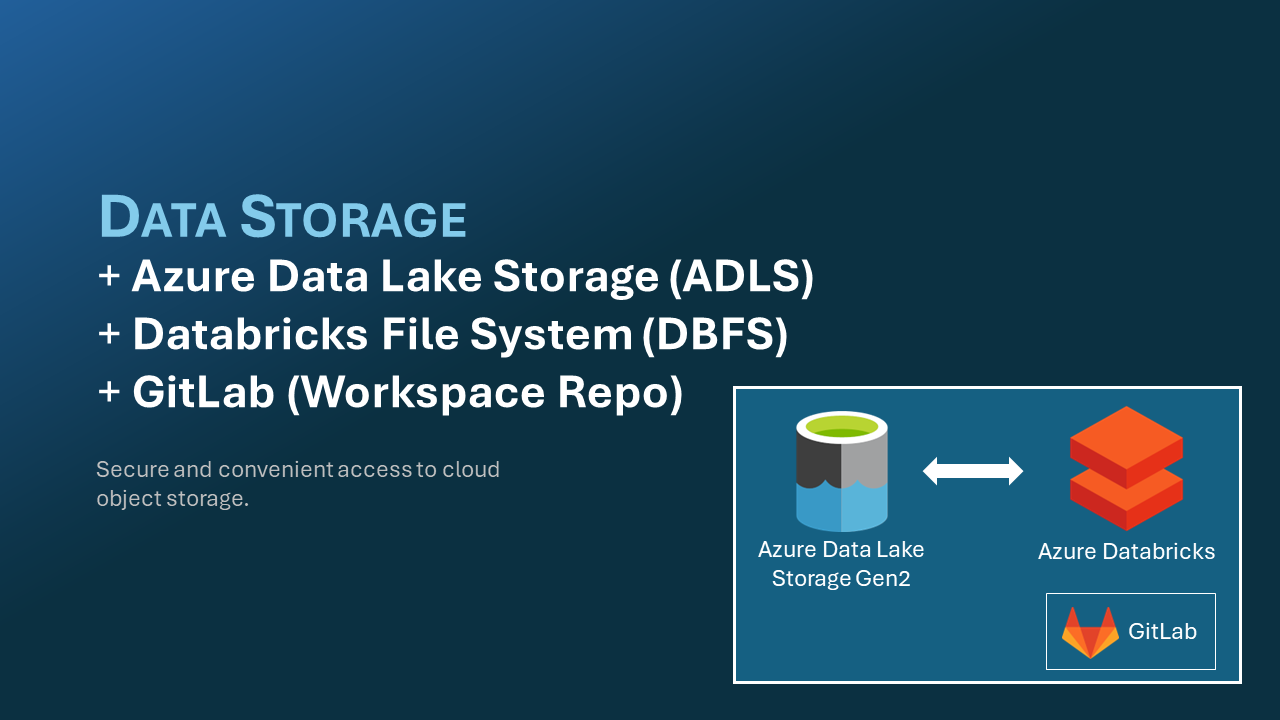 DATA STORAGE
+ Azure Data Lake Storage (ADLS)
+ Databricks File System (DBFS)
+ GitLab (Workspace Repo)
Secure and convenient access to cloud
object storage.
Azure Data Lake
Storage Gen2
Azure Databricks
GitLab